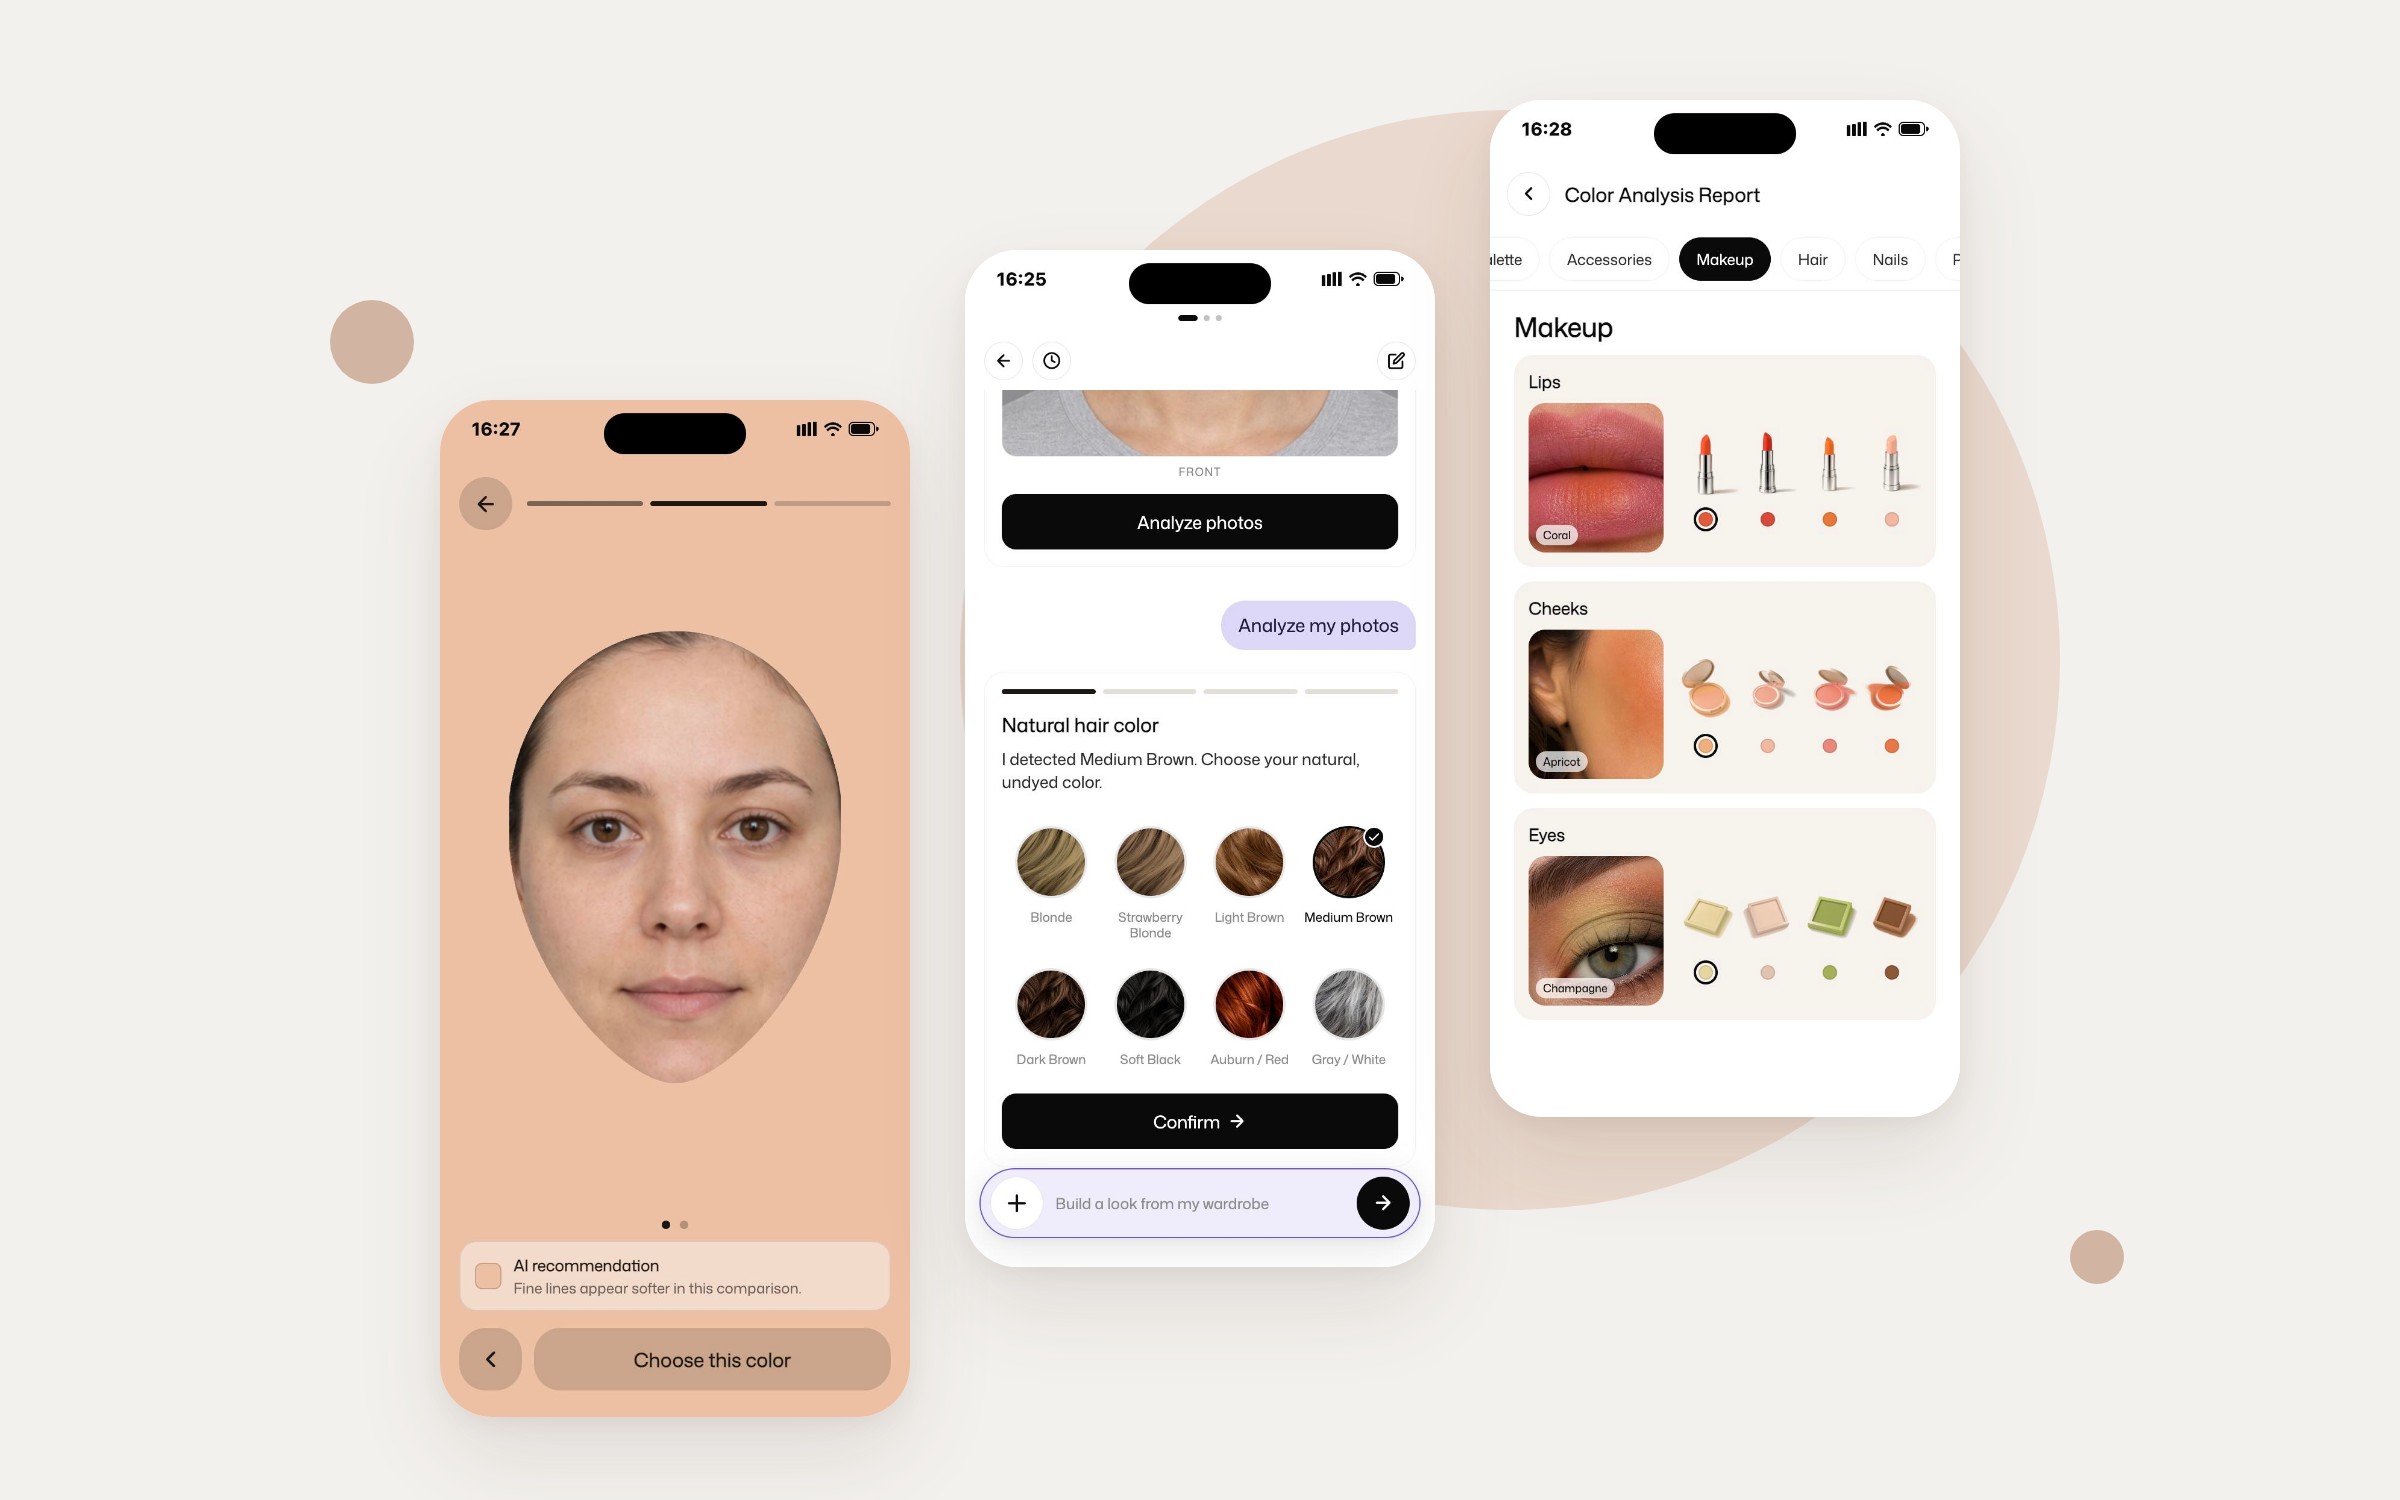 16:27
AI recommendation
Fine lines appear softer in this comparison.
Choose this color
16:25
FRONT
Analyze photos
Analyze my photos
Natural hair color
I detected Medium Brown. Choose your natural,
undyed color.
Blonde
Strawberry
Blonde
Light Brown
Medium Brown
Dark Brown
Soft Black
Auburn / Red
Gray / White
Confirm
Build a look from my wardrobe
16:28
Color Analysis Report
alette
Accessories
Makeup
Hair
Nails
P
Makeup
Lips
Coral
Cheeks
Apricot
Eyes
Champagne